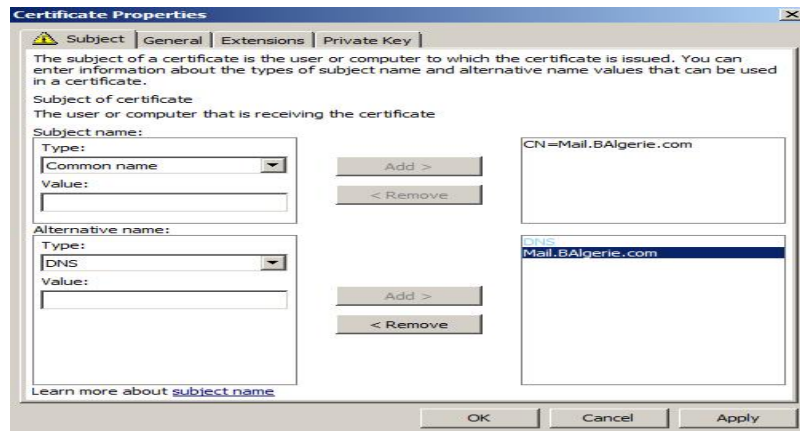 Certificate Properties
Subject General Extensions Private Key
The subject of a certificate is the user or computer to which the certificate is issued. You can
enter information about the types of subject name and alternative name values that can be used
in a certificate.
Subject of certificate
The user or computer that is receiving the certificate
Subject name:
Type:
Common name
Value:
Add >
< Remove
CN=Mail.BAlgerie.com
Alternative name:
Type:
DNS
Value:
Add >
< Remove
DNS
Mail.BAlgerie.com
Learn more about subject name
OK Cancel Apply